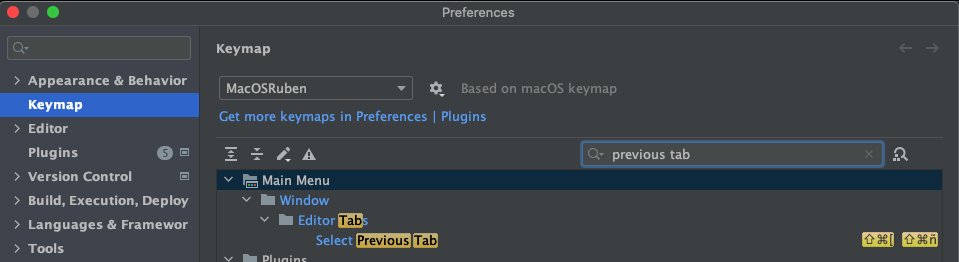 Preferences
Keymap
MacOSRuben Based on macOS keymap
Get more keymaps in Preferences | Plugins
previous tab
Appearance & Behavior
Keymap
Editor
Plugins 5
Version Control
Build, Execution, Deploy
Languages & Framewor
Tools
Main Menu
Window
Editor Tabs
Select Previous Tab ⇧⌘[ ⇧⌘ñ
Plugins